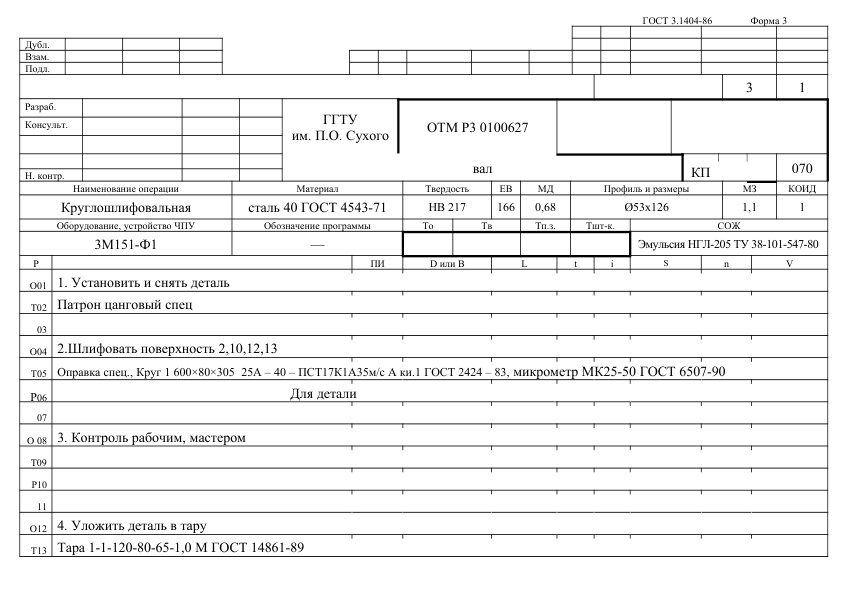 ГОСТ 3.1404-86 Форма 3
Дубл.
Взам.
Подл.
3 1
Разраб.
Консульт.
Н. контр.
ГГТУ
им. П.О. Сухого
ОТМ РЗ 0100627
вал
КП
070
Наименование операции Материал Твердость ЕВ МД Профиль и размеры МЗ КОИД
Круглошлифовальная сталь 40 ГОСТ 4543-71 НВ 217 166 0,68 Ø53х126 1,1 1
Оборудование, устройство ЧПУ Обозначение программы То Тв Тп.з. Тшт-к. СОЖ
3М151-Ф1 — Эмульсия НГЛ-205 ТУ 38-101-547-80
Р ПИ D или B L t i S n V
О01 1. Установить и снять деталь
Т02 Патрон цанговый спец
03
О04 2.Шлифовать поверхность 2,10,12,13
Т05 Оправка спец., Круг 1 600×80×305 25А – 40 – ПСТ17К1А35м/с А ки.1 ГОСТ 2424 – 83, микрометр МК25-50 ГОСТ 6507-90
Р06 Для детали
07
О 08 3. Контроль рабочим, мастером
Т09
Р10
11
О12 4. Уложить деталь в тару
Т13 Тара 1-1-120-80-65-1,0 М ГОСТ 14861-89